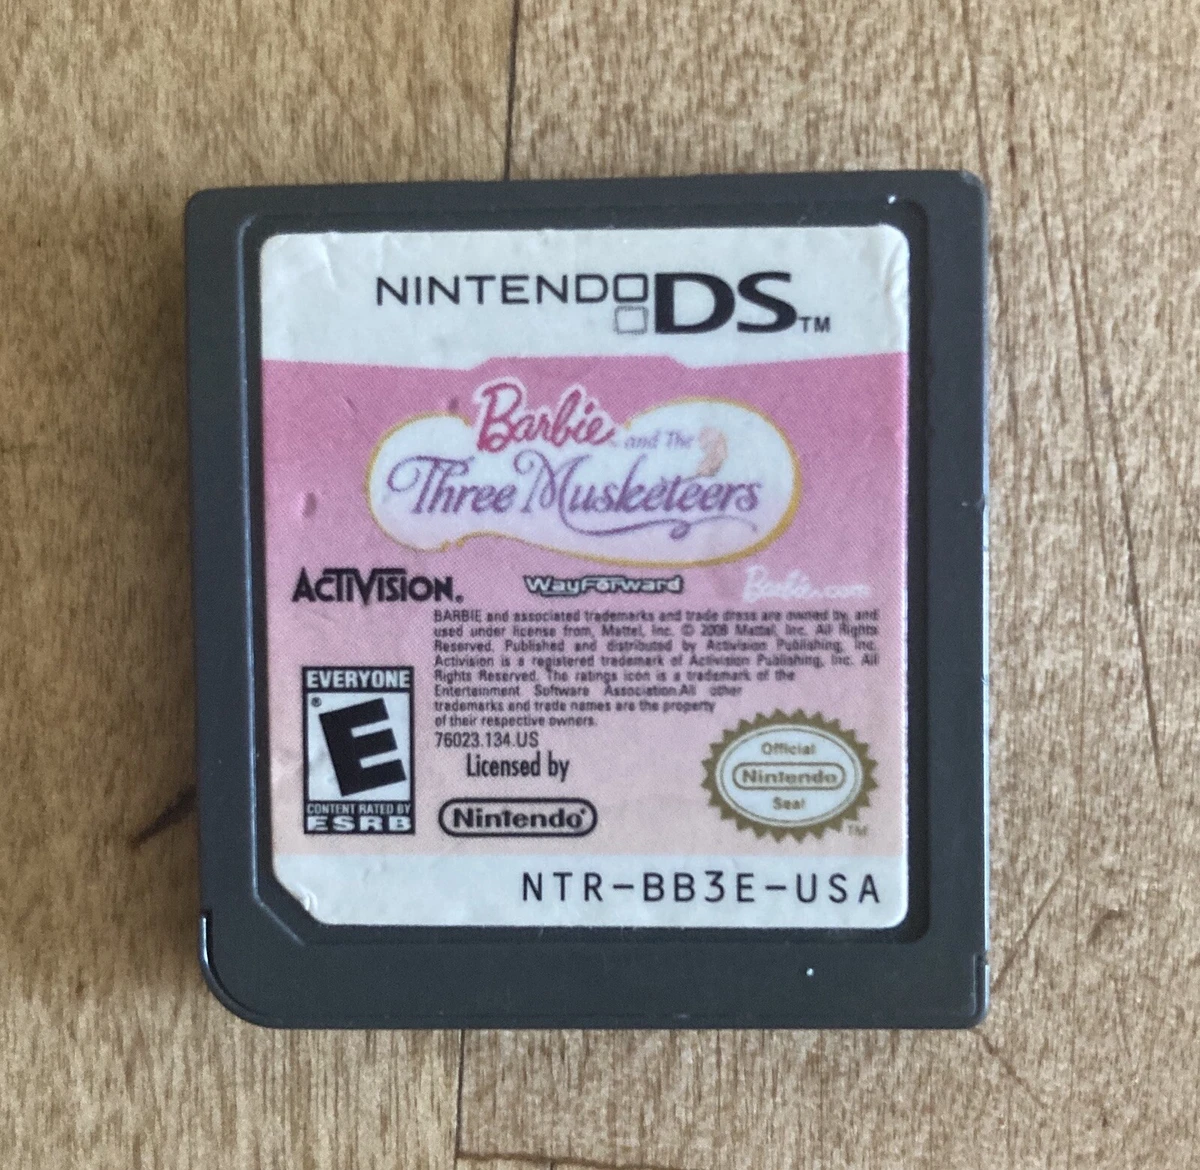 NINTENDO DS™
Barbie™ and The
Three Musketeers
ACTIVISION®
WayForward
Barbie.com
BARBIE and associated trademarks and trade dress are owned by, and
used under license from, Mattel, Inc. © 2009 Mattel, Inc. All Rights
Reserved. Published and distributed by Activision Publishing, Inc.
Activision is a registered trademark of Activision Publishing, Inc. All
Rights Reserved. The ratings icon is a trademark of the
Entertainment Software Association.All other
trademarks and trade names are the property
of their respective owners.
76023.134.US
EVERYONE
E®
CONTENT RATED BY
ESRB
Licensed by
Nintendo®
Official
Nintendo
Seal
TM
NTR-BB3E-USA